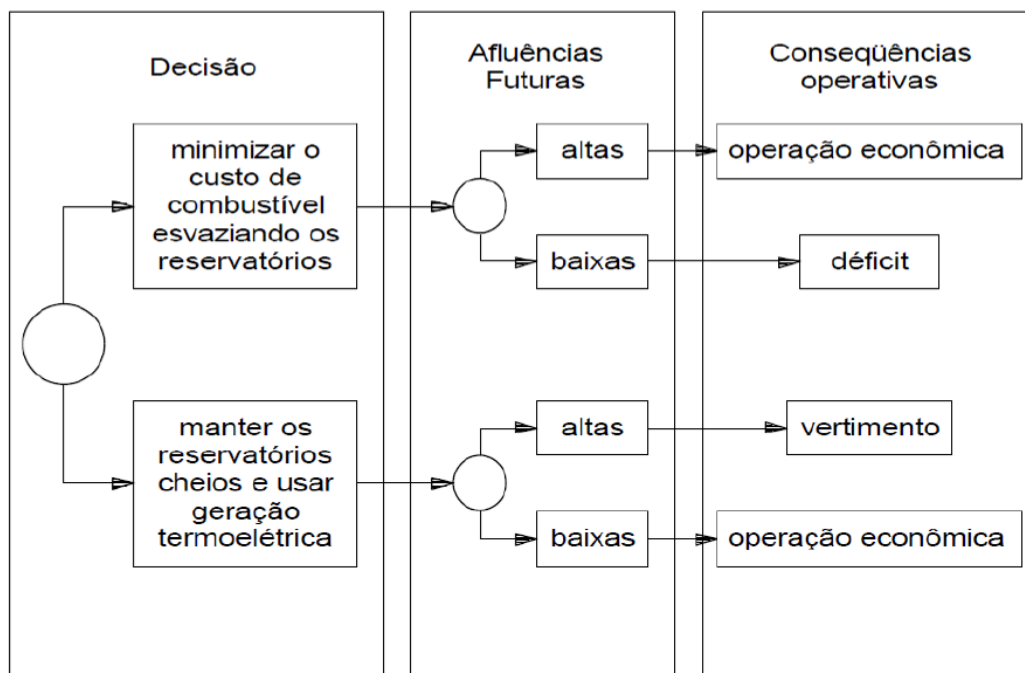 Decisão
Afluências
Futuras
Conseqüências
operativas
minimizar o
custo de
combustível
esvaziando os
reservatórios
altas
operação econômica
baixas
déficit
manter os
reservatórios
cheios e usar
geração
termoelétrica
altas
vertimento
baixas
operação econômica